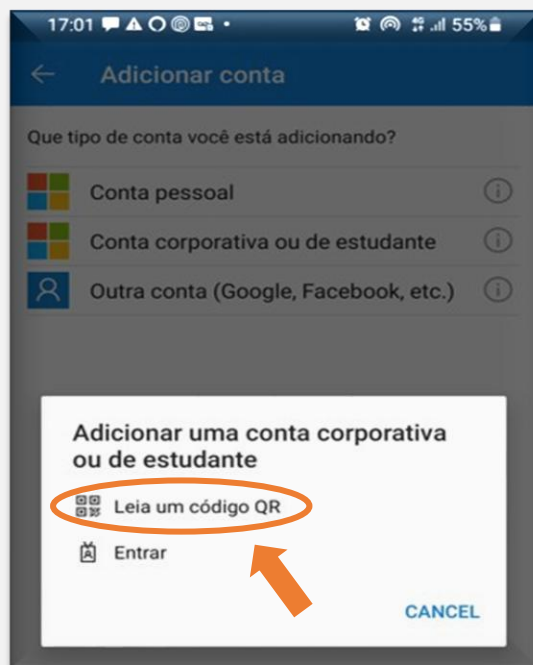 17:01
55%
Adicionar conta
Que tipo de conta você está adicionando?
Conta pessoal
Conta corporativa ou de estudante
Outra conta (Google, Facebook, etc.)
Adicionar uma conta corporativa
ou de estudante
Leia um código QR
Entrar
CANCEL